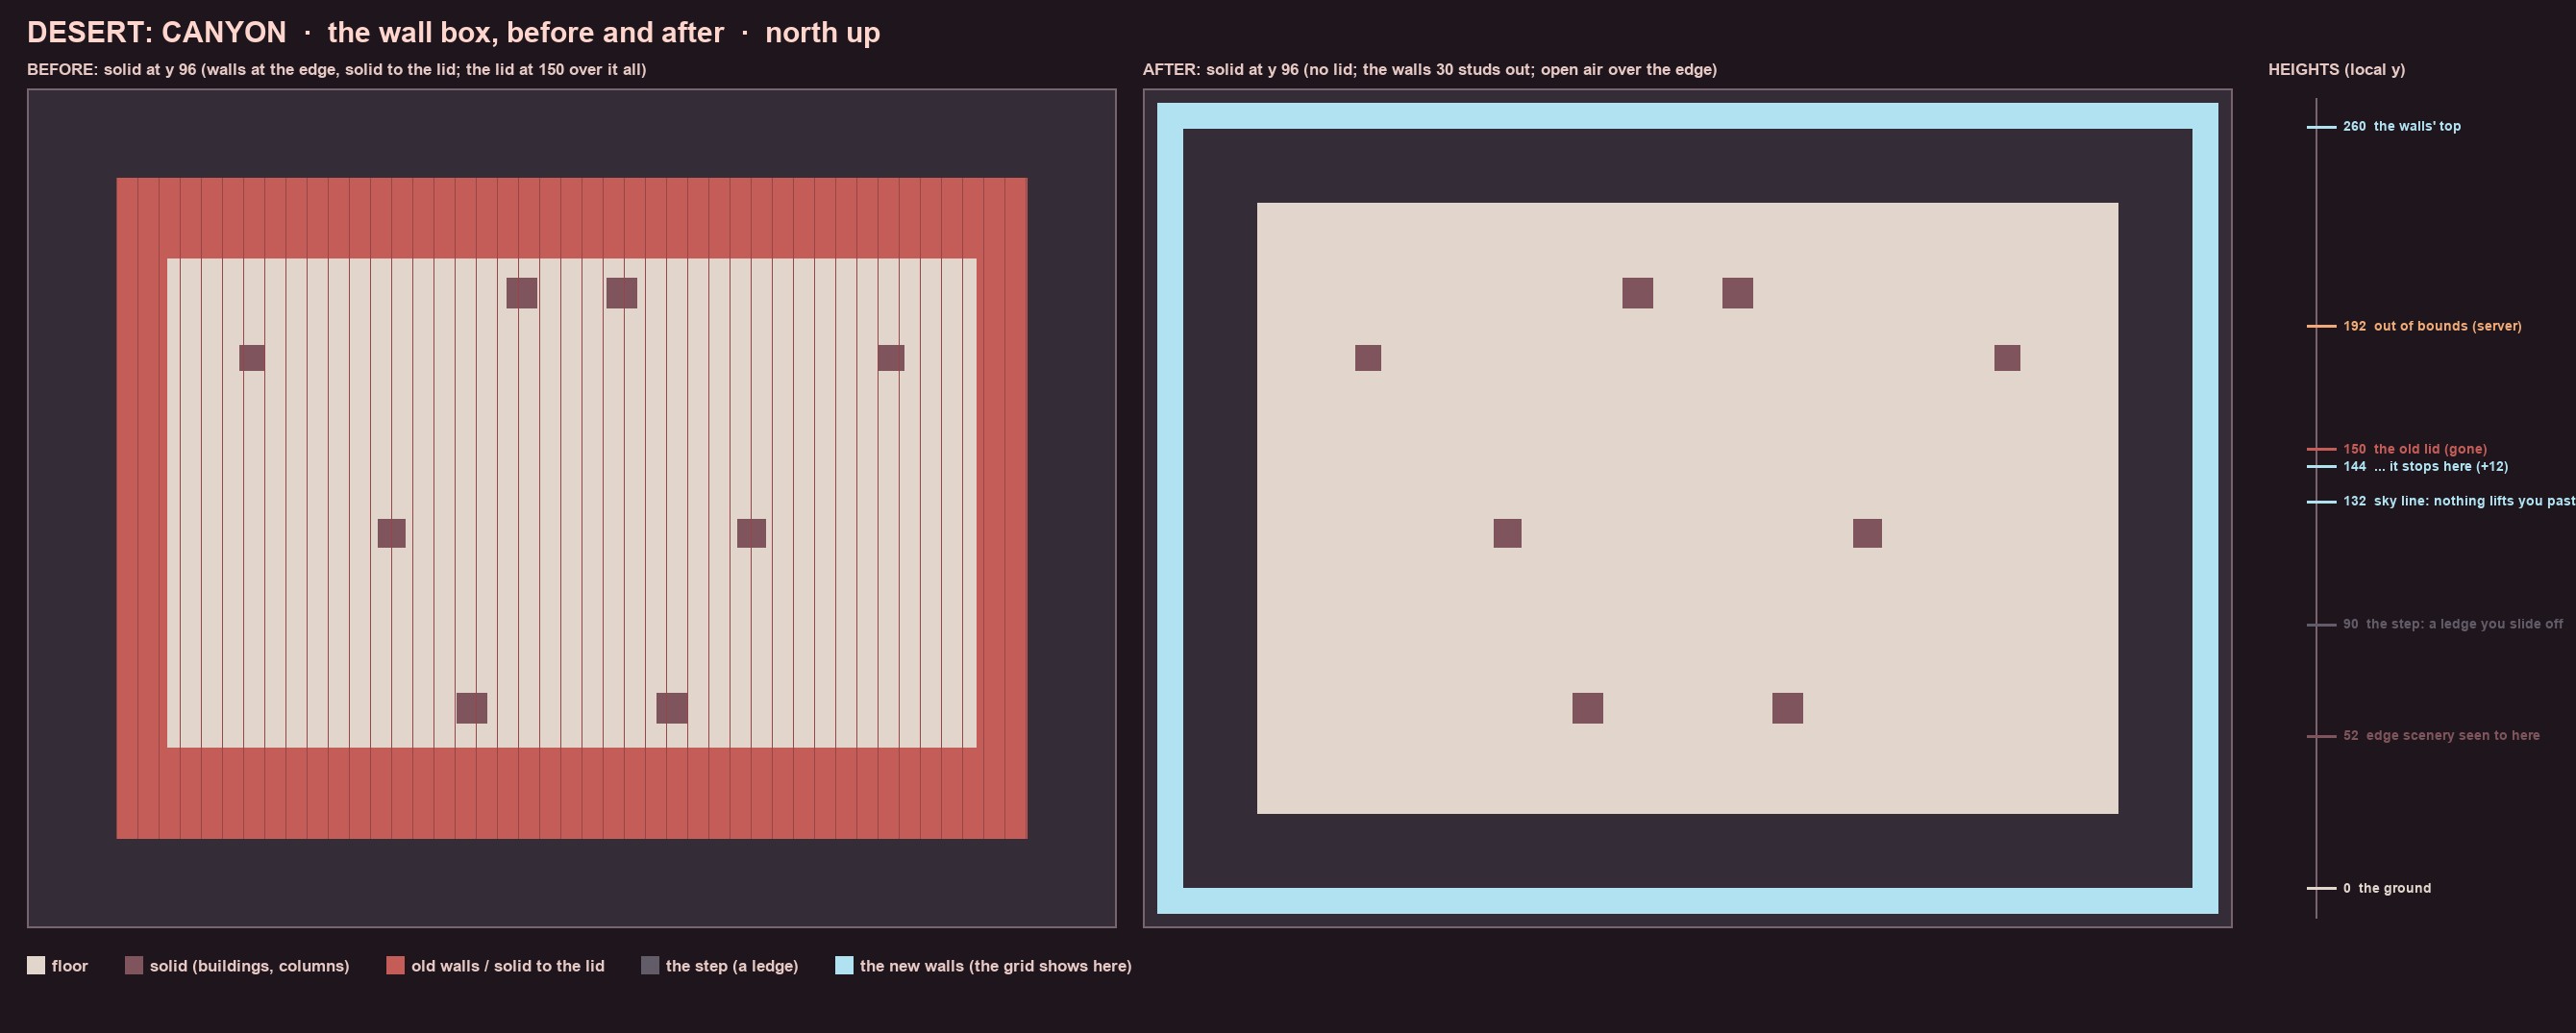 DESERT: CANYON · the wall box, before and after · north up
BEFORE: solid at y 96 (walls at the edge, solid to the lid; the lid at 150 over it all)
AFTER: solid at y 96 (no lid; the walls 30 studs out; open air over the edge)
HEIGHTS (local y)
260 the walls' top
192 out of bounds (server)
150 the old lid (gone)
144 ... it stops here (+12)
132 sky line: nothing lifts you past
90 the step: a ledge you slide off
52 edge scenery seen to here
0 the ground
floor
solid (buildings, columns)
old walls / solid to the lid
the step (a ledge)
the new walls (the grid shows here)